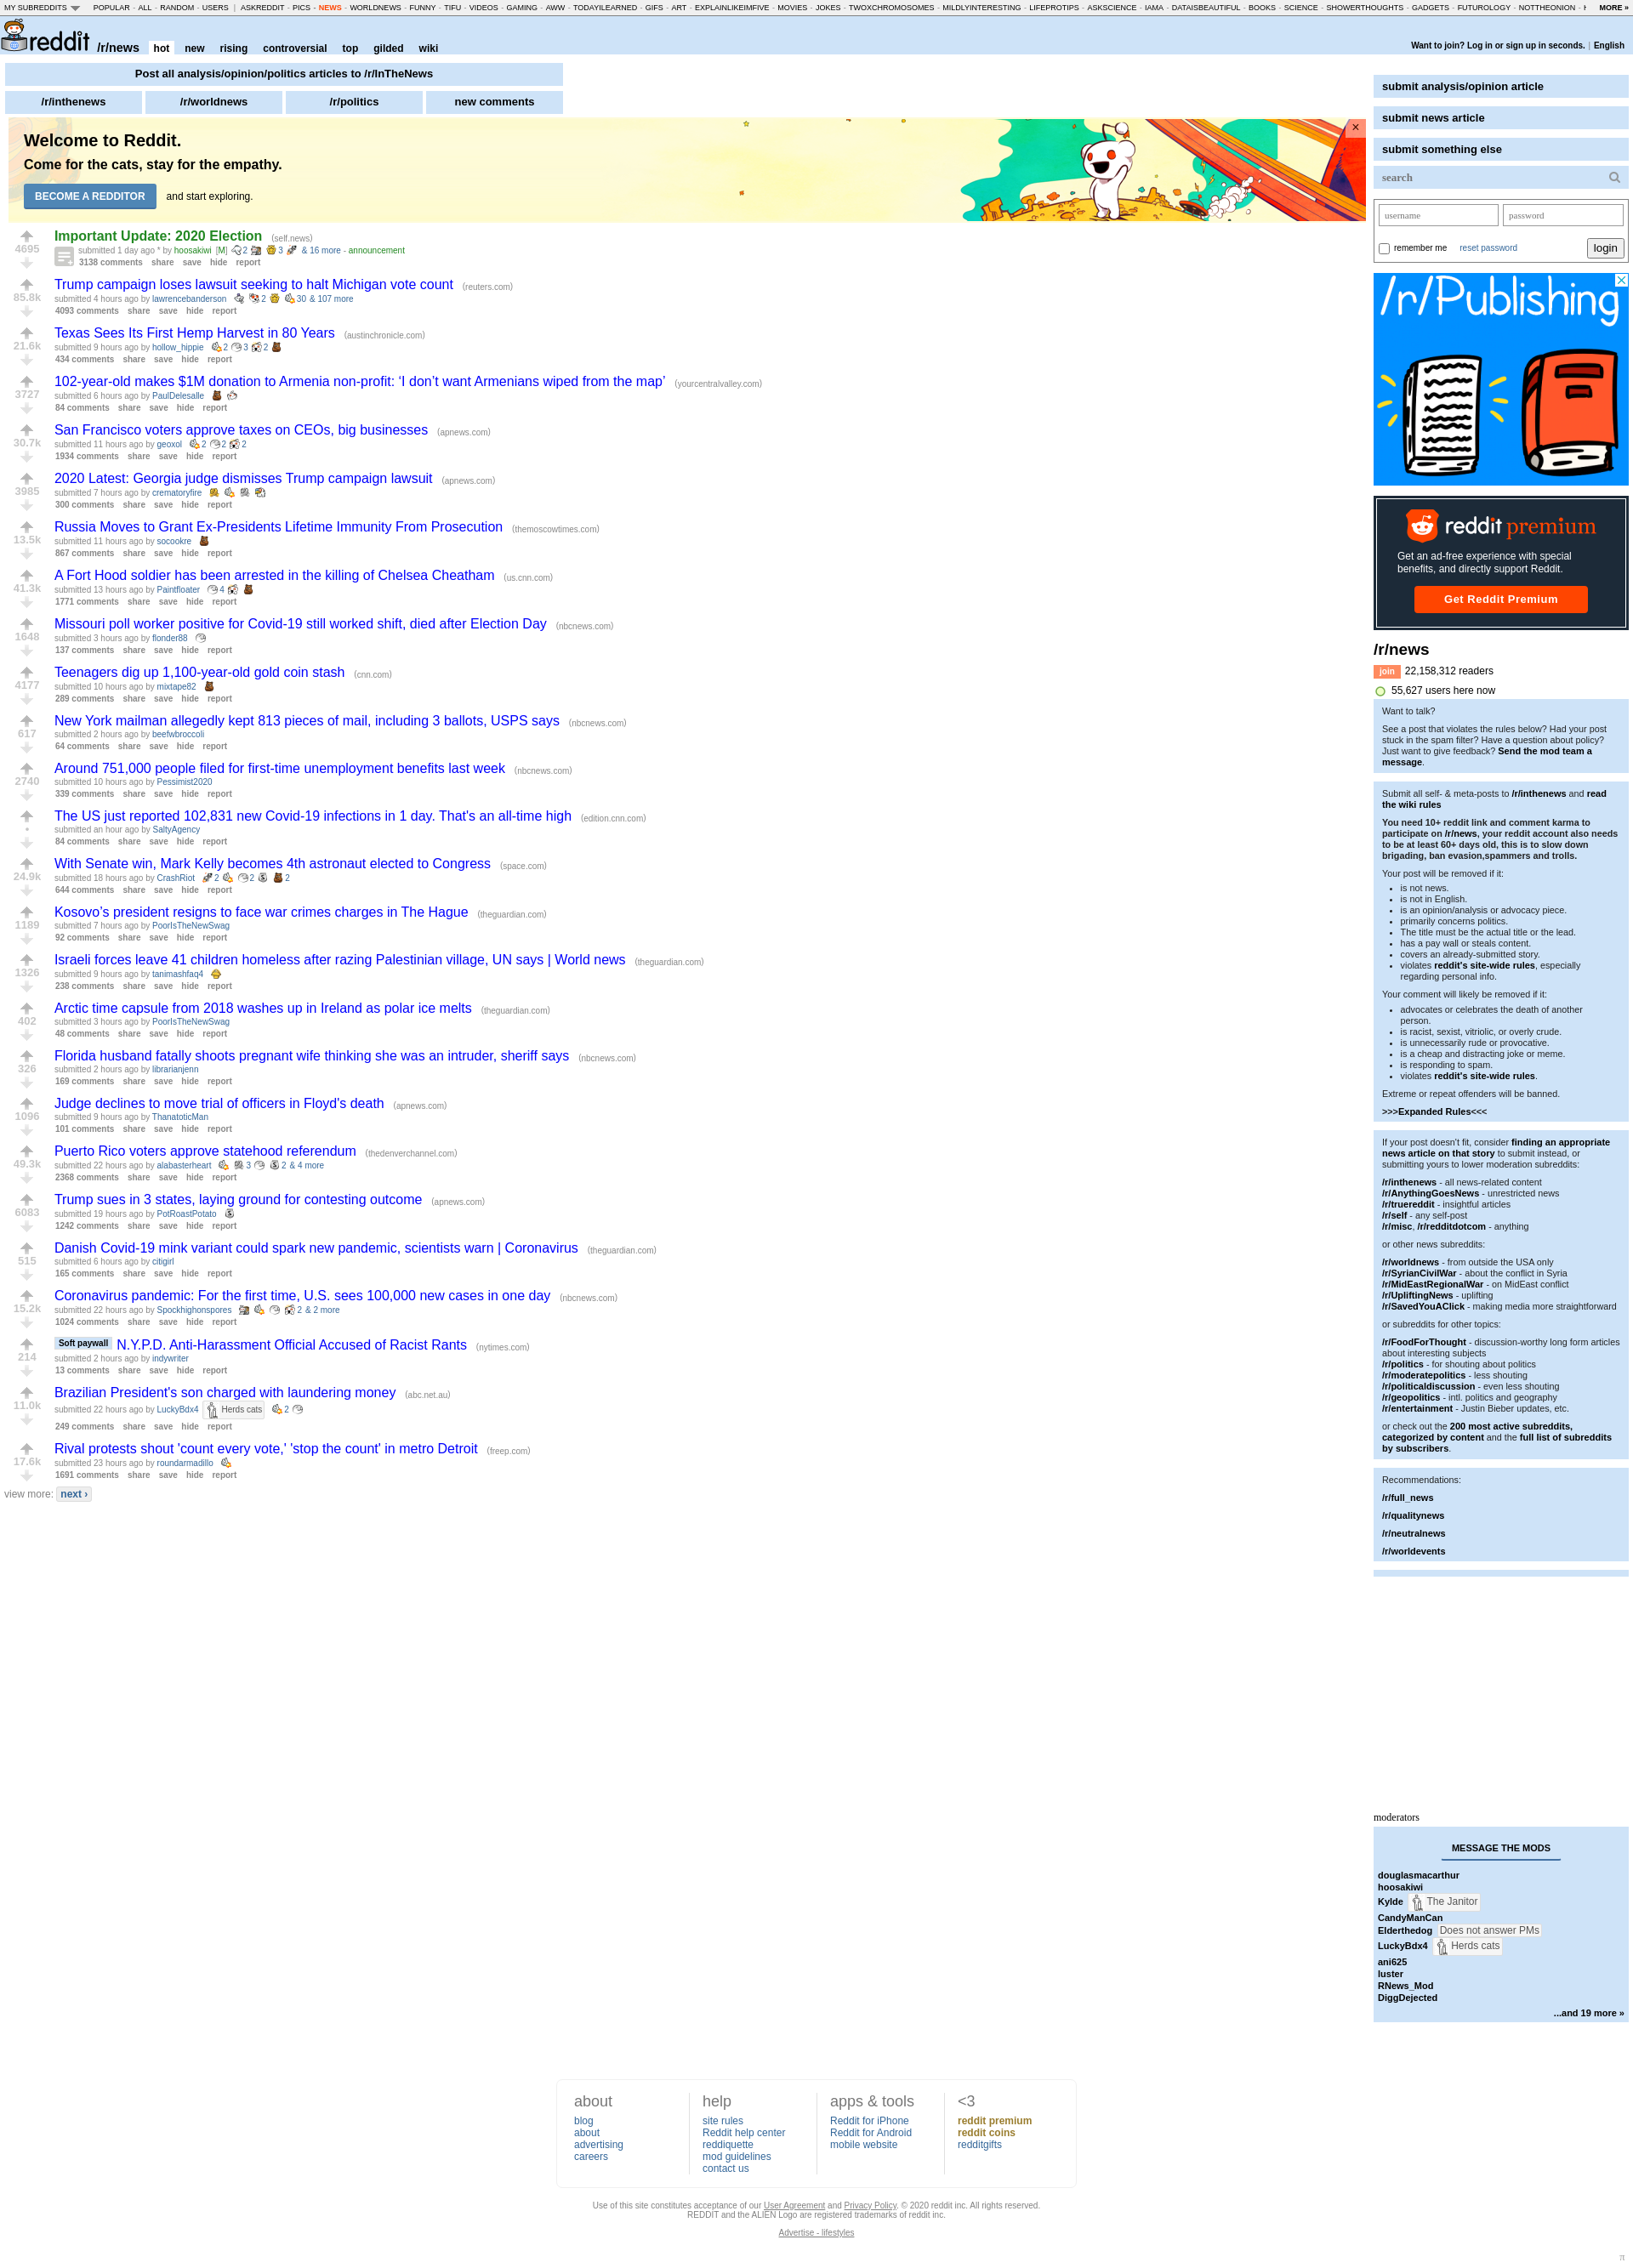 MY SUBREDDITS POPULAR - ALL - RANDOM - USERS | ASKREDDIT - PICS - NEWS - WORLDNEWS - FUNNY - TIFU - VIDEOS - GAMING - AWW - TODAYILEARNED - GIFS - ART - EXPLAINLIKEIMFIVE - MOVIES - JOKES - TWOXCHROMOSOMES - MILDLYINTERESTING - LIFEPROTIPS - ASKSCIENCE - IAMA - DATAISBEAUTIFUL - BOOKS - SCIENCE - SHOWERTHOUGHTS - GADGETS - FUTUROLOGY - NOTTHEONION - MORE »
reddit /r/news hot new rising controversial top gilded wiki
Want to join? Log in or sign up in seconds. | English
Post all analysis/opinion/politics articles to /r/InTheNews
/r/inthenews /r/worldnews /r/politics new comments
Welcome to Reddit.
Come for the cats, stay for the empathy.
BECOME A REDDITOR and start exploring.
×
4695
Important Update: 2020 Election (self.news)
submitted 1 day ago * by hoosakiwi [M] 2 3 & 16 more - announcement
3138 comments share save hide report
85.8k
Trump campaign loses lawsuit seeking to halt Michigan vote count (reuters.com)
submitted 4 hours ago by lawrencebanderson 2 30 & 107 more
4093 comments share save hide report
21.6k
Texas Sees Its First Hemp Harvest in 80 Years (austinchronicle.com)
submitted 9 hours ago by hollow_hippie 2 3 2
434 comments share save hide report
3727
102-year-old makes $1M donation to Armenia non-profit: ‘I don’t want Armenians wiped from the map’ (yourcentralvalley.com)
submitted 6 hours ago by PaulDelesalle
84 comments share save hide report
30.7k
San Francisco voters approve taxes on CEOs, big businesses (apnews.com)
submitted 11 hours ago by geoxol 2 2 2
1934 comments share save hide report
3985
2020 Latest: Georgia judge dismisses Trump campaign lawsuit (apnews.com)
submitted 7 hours ago by crematoryfire
300 comments share save hide report
13.5k
Russia Moves to Grant Ex-Presidents Lifetime Immunity From Prosecution (themoscowtimes.com)
submitted 11 hours ago by socookre
867 comments share save hide report
41.3k
A Fort Hood soldier has been arrested in the killing of Chelsea Cheatham (us.cnn.com)
submitted 13 hours ago by Paintfloater 4
1771 comments share save hide report
1648
Missouri poll worker positive for Covid-19 still worked shift, died after Election Day (nbcnews.com)
submitted 3 hours ago by flonder88
137 comments share save hide report
4177
Teenagers dig up 1,100-year-old gold coin stash (cnn.com)
submitted 10 hours ago by mixtape82
289 comments share save hide report
617
New York mailman allegedly kept 813 pieces of mail, including 3 ballots, USPS says (nbcnews.com)
submitted 2 hours ago by beefwbroccoli
64 comments share save hide report
2740
Around 751,000 people filed for first-time unemployment benefits last week (nbcnews.com)
submitted 10 hours ago by Pessimist2020
339 comments share save hide report
•
The US just reported 102,831 new Covid-19 infections in 1 day. That's an all-time high (edition.cnn.com)
submitted an hour ago by SaltyAgency
84 comments share save hide report
24.9k
With Senate win, Mark Kelly becomes 4th astronaut elected to Congress (space.com)
submitted 18 hours ago by CrashRiot 2 2 2
644 comments share save hide report
1189
Kosovo’s president resigns to face war crimes charges in The Hague (theguardian.com)
submitted 7 hours ago by PoorIsTheNewSwag
92 comments share save hide report
1326
Israeli forces leave 41 children homeless after razing Palestinian village, UN says | World news (theguardian.com)
submitted 9 hours ago by tanimashfaq4
238 comments share save hide report
402
Arctic time capsule from 2018 washes up in Ireland as polar ice melts (theguardian.com)
submitted 3 hours ago by PoorIsTheNewSwag
48 comments share save hide report
326
Florida husband fatally shoots pregnant wife thinking she was an intruder, sheriff says (nbcnews.com)
submitted 2 hours ago by librarianjenn
169 comments share save hide report
1096
Judge declines to move trial of officers in Floyd's death (apnews.com)
submitted 9 hours ago by ThanatoticMan
101 comments share save hide report
49.3k
Puerto Rico voters approve statehood referendum (thedenverchannel.com)
submitted 22 hours ago by alabasterheart 3 2 & 4 more
2368 comments share save hide report
6083
Trump sues in 3 states, laying ground for contesting outcome (apnews.com)
submitted 19 hours ago by PotRoastPotato
1242 comments share save hide report
515
Danish Covid-19 mink variant could spark new pandemic, scientists warn | Coronavirus (theguardian.com)
submitted 6 hours ago by citigirl
165 comments share save hide report
15.2k
Coronavirus pandemic: For the first time, U.S. sees 100,000 new cases in one day (nbcnews.com)
submitted 22 hours ago by Spockhighonspores 2 & 2 more
1024 comments share save hide report
214
Soft paywall N.Y.P.D. Anti-Harassment Official Accused of Racist Rants (nytimes.com)
submitted 2 hours ago by indywriter
13 comments share save hide report
11.0k
Brazilian President's son charged with laundering money (abc.net.au)
submitted 22 hours ago by LuckyBdx4 Herds cats 2
249 comments share save hide report
17.6k
Rival protests shout 'count every vote,' 'stop the count' in metro Detroit (freep.com)
submitted 23 hours ago by roundarmadillo
1691 comments share save hide report
view more: next ›
submit analysis/opinion article
submit news article
submit something else
search
username password
remember me reset password login
/r/Publishing
reddit premium
Get an ad-free experience with special
benefits, and directly support Reddit.
Get Reddit Premium
/r/news
join 22,158,312 readers
55,627 users here now
Want to talk?
See a post that violates the rules below? Had your post
stuck in the spam filter? Have a question about policy?
Just want to give feedback? Send the mod team a
message.
Submit all self- & meta-posts to /r/inthenews and read
the wiki rules
You need 10+ reddit link and comment karma to
participate on /r/news, your reddit account also needs
to be at least 60+ days old, this is to slow down
brigading, ban evasion,spammers and trolls.
Your post will be removed if it:
• is not news.
• is not in English.
• is an opinion/analysis or advocacy piece.
• primarily concerns politics.
• The title must be the actual title or the lead.
• has a pay wall or steals content.
• covers an already-submitted story.
• violates reddit's site-wide rules, especially
regarding personal info.
Your comment will likely be removed if it:
• advocates or celebrates the death of another
person.
• is racist, sexist, vitriolic, or overly crude.
• is unnecessarily rude or provocative.
• is a cheap and distracting joke or meme.
• is responding to spam.
• violates reddit's site-wide rules.
Extreme or repeat offenders will be banned.
>>>Expanded Rules<<<
If your post doesn't fit, consider finding an appropriate
news article on that story to submit instead, or
submitting yours to lower moderation subreddits:
/r/inthenews - all news-related content
/r/AnythingGoesNews - unrestricted news
/r/truereddit - insightful articles
/r/self - any self-post
/r/misc, /r/redditdotcom - anything
or other news subreddits:
/r/worldnews - from outside the USA only
/r/SyrianCivilWar - about the conflict in Syria
/r/MidEastRegionalWar - on MidEast conflict
/r/UpliftingNews - uplifting
/r/SavedYouAClick - making media more straightforward
or subreddits for other topics:
/r/FoodForThought - discussion-worthy long form articles
about interesting subjects
/r/politics - for shouting about politics
/r/moderatepolitics - less shouting
/r/politicaldiscussion - even less shouting
/r/geopolitics - intl. politics and geography
/r/entertainment - Justin Bieber updates, etc.
or check out the 200 most active subreddits,
categorized by content and the full list of subreddits
by subscribers.
Recommendations:
/r/full_news
/r/qualitynews
/r/neutralnews
/r/worldevents
moderators
MESSAGE THE MODS
douglasmacarthur
hoosakiwi
Kylde The Janitor
CandyManCan
Elderthedog Does not answer PMs
LuckyBdx4 Herds cats
ani625
luster
RNews_Mod
DiggDejected
...and 19 more »
about
blog
about
advertising
careers
help
site rules
Reddit help center
reddiquette
mod guidelines
contact us
apps & tools
Reddit for iPhone
Reddit for Android
mobile website
<3
reddit premium
reddit coins
redditgifts
Use of this site constitutes acceptance of our User Agreement and Privacy Policy. © 2020 reddit inc. All rights reserved.
REDDIT and the ALIEN Logo are registered trademarks of reddit inc.
Advertise - lifestyles
π